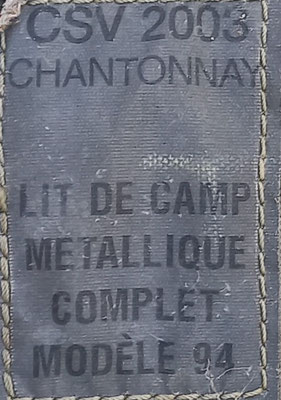 CSV 2003
CHANTONNAY
LIT DE CAMP
METALLIQUE
COMPLET
MODÈLE 94